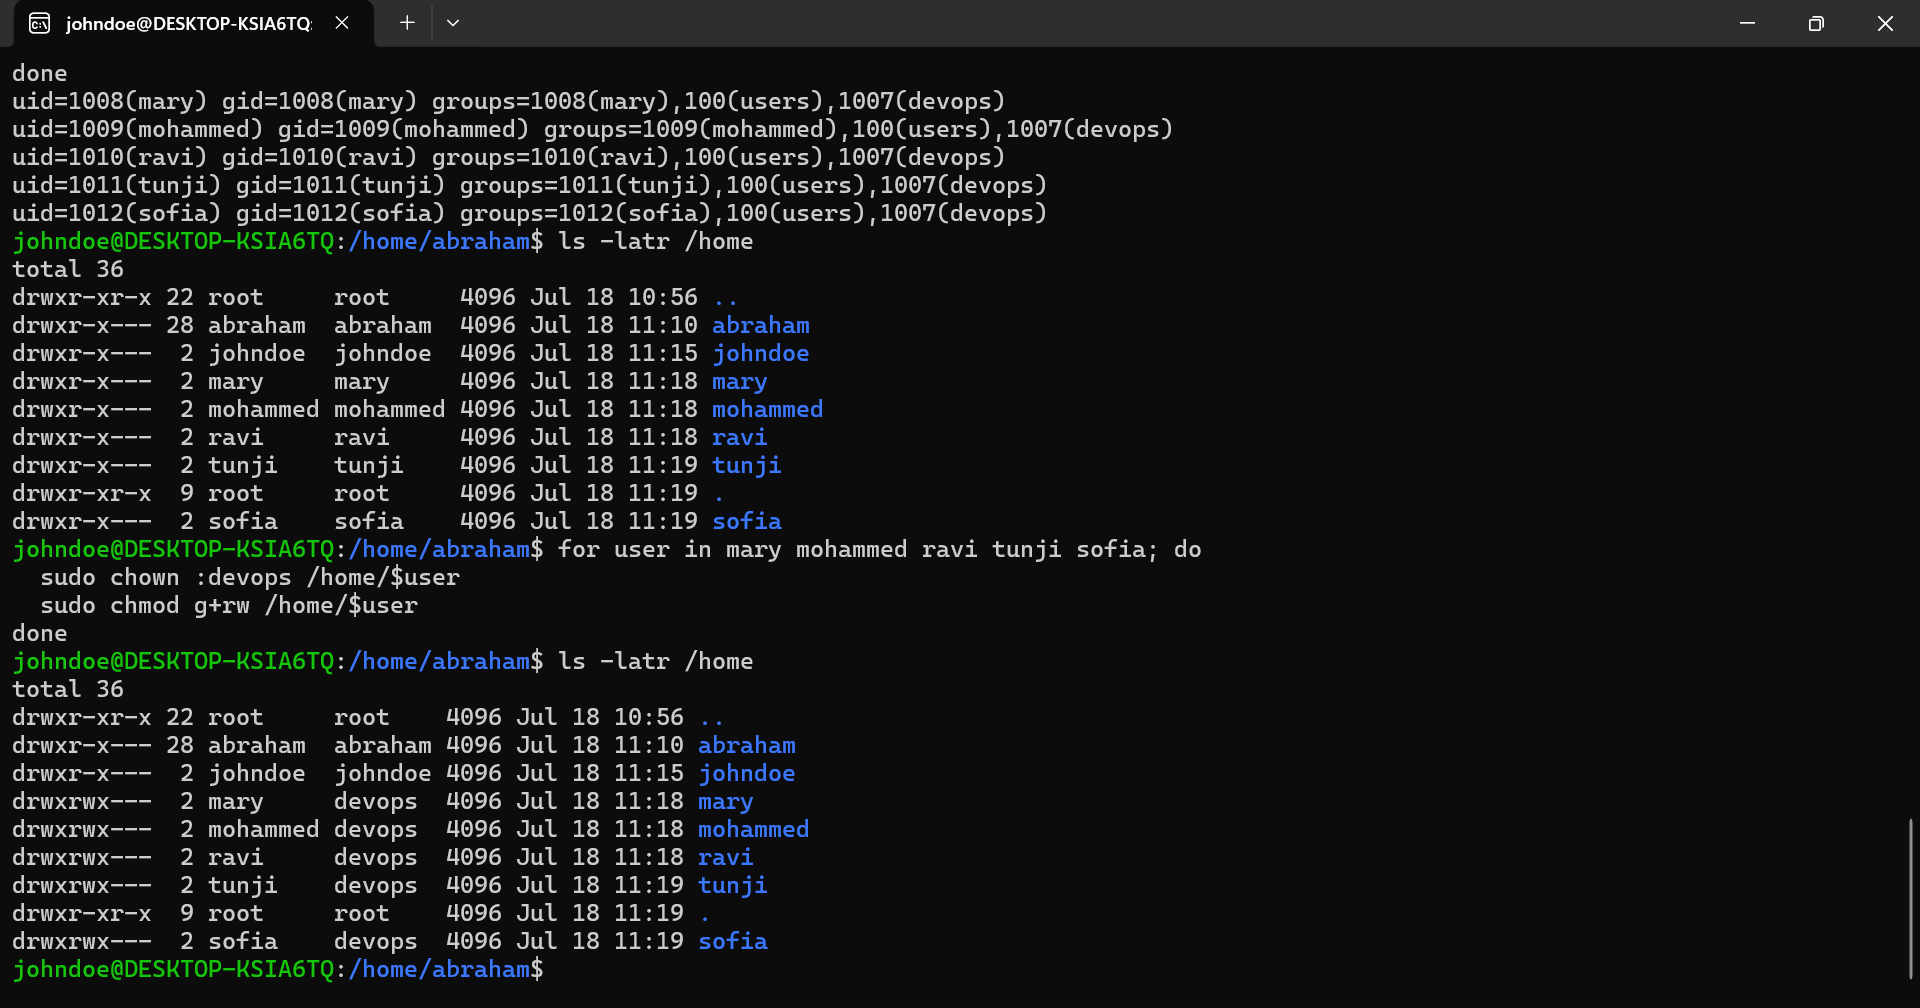 johndoe@DESKTOP-KSIA6TQ:
done
uid=1008(mary) gid=1008(mary) groups=1008(mary),100(users),1007(devops)
uid=1009(mohammed) gid=1009(mohammed) groups=1009(mohammed),100(users),1007(devops)
uid=1010(ravi) gid=1010(ravi) groups=1010(ravi),100(users),1007(devops)
uid=1011(tunji) gid=1011(tunji) groups=1011(tunji),100(users),1007(devops)
uid=1012(sofia) gid=1012(sofia) groups=1012(sofia),100(users),1007(devops)
johndoe@DESKTOP-KSIA6TQ:/home/abraham$ ls -latr /home
total 36
drwxr-xr-x 22 root     root     4096 Jul 18 10:56 ..
drwxr-x--- 28 abraham  abraham  4096 Jul 18 11:10 abraham
drwxr-x---  2 johndoe  johndoe  4096 Jul 18 11:15 johndoe
drwxr-x---  2 mary     mary     4096 Jul 18 11:18 mary
drwxr-x---  2 mohammed mohammed 4096 Jul 18 11:18 mohammed
drwxr-x---  2 ravi     ravi     4096 Jul 18 11:18 ravi
drwxr-x---  2 tunji    tunji    4096 Jul 18 11:19 tunji
drwxr-xr-x  9 root     root     4096 Jul 18 11:19 .
drwxr-x---  2 sofia    sofia    4096 Jul 18 11:19 sofia
johndoe@DESKTOP-KSIA6TQ:/home/abraham$ for user in mary mohammed ravi tunji sofia; do
  sudo chown :devops /home/$user
  sudo chmod g+rw /home/$user
done
johndoe@DESKTOP-KSIA6TQ:/home/abraham$ ls -latr /home
total 36
drwxr-xr-x 22 root     root    4096 Jul 18 10:56 ..
drwxr-x--- 28 abraham  abraham 4096 Jul 18 11:10 abraham
drwxr-x---  2 johndoe  johndoe 4096 Jul 18 11:15 johndoe
drwxrwx---  2 mary     devops  4096 Jul 18 11:18 mary
drwxrwx---  2 mohammed devops  4096 Jul 18 11:18 mohammed
drwxrwx---  2 ravi     devops  4096 Jul 18 11:18 ravi
drwxrwx---  2 tunji    devops  4096 Jul 18 11:19 tunji
drwxr-xr-x  9 root     root    4096 Jul 18 11:19 .
drwxrwx---  2 sofia    devops  4096 Jul 18 11:19 sofia
johndoe@DESKTOP-KSIA6TQ:/home/abraham$